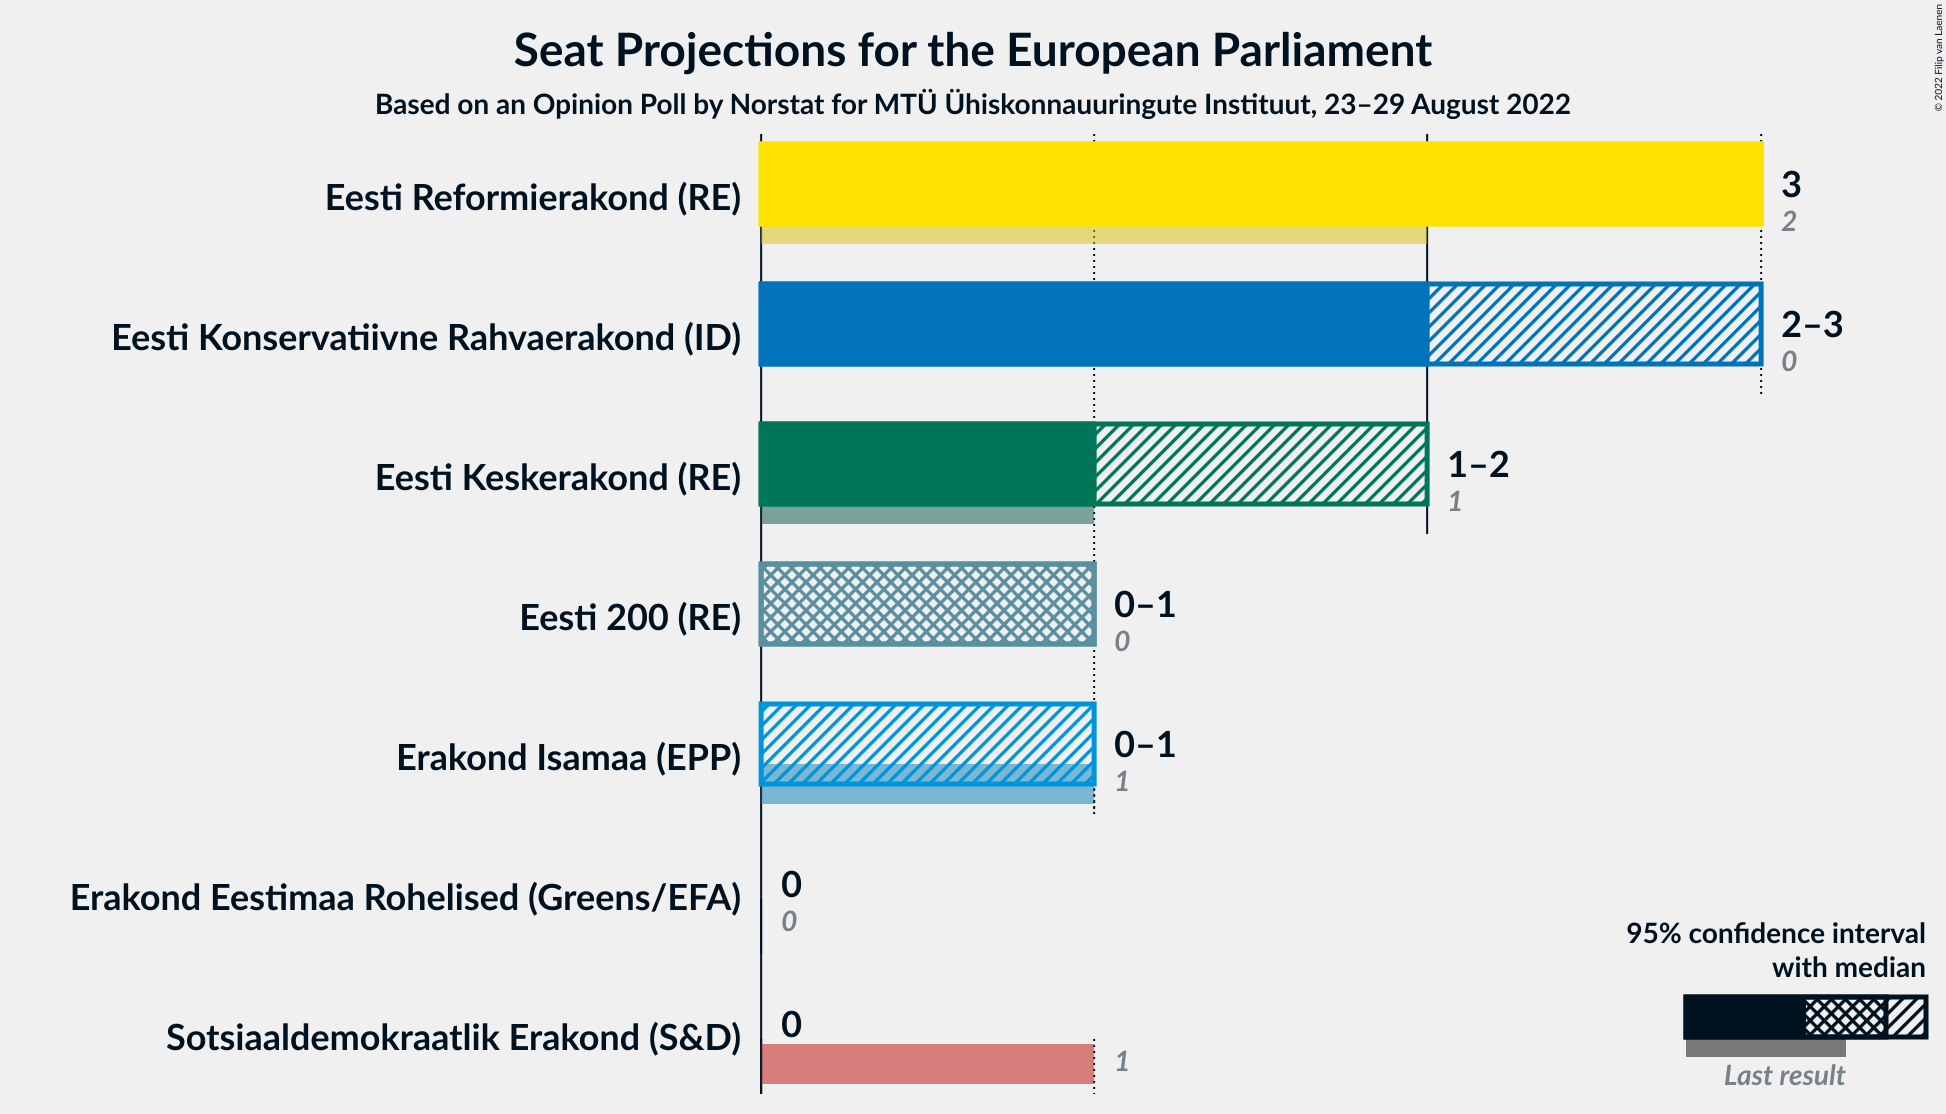 Seat Projections for the European Parliament
Based on an Opinion Poll by Norstat for MTÜ Ühiskonnauuringute Instituut, 23–29 August 2022
© 2022 Filip van Laenen
Eesti Reformierakond (RE)
3
2
Eesti Konservatiivne Rahvaerakond (ID)
2–3
0
Eesti Keskerakond (RE)
1–2
1
Eesti 200 (RE)
0–1
0
Erakond Isamaa (EPP)
0–1
1
Erakond Eestimaa Rohelised (Greens/EFA)
0
0
Sotsiaaldemokraatlik Erakond (S&D)
0
1
95% confidence interval
with median
Last result